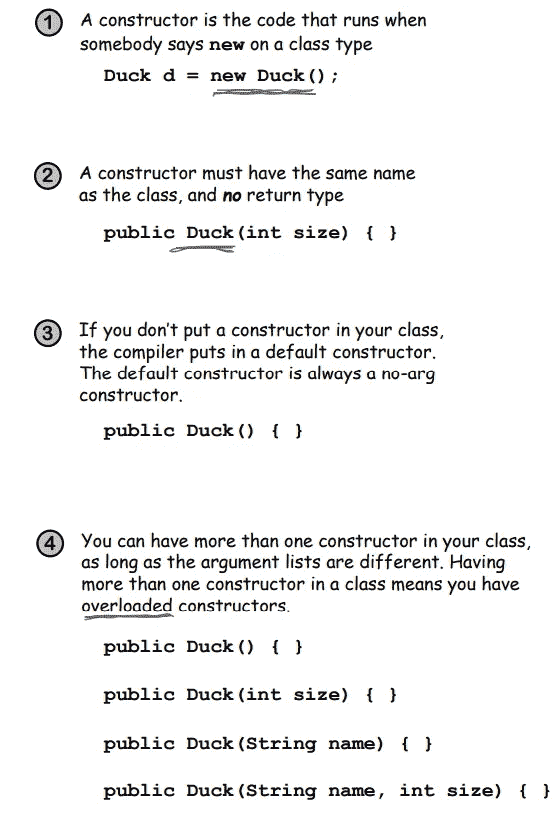 1 A constructor is the code that runs when
somebody says new on a class type
Duck d = new Duck();
2 A constructor must have the same name
as the class, and no return type
public Duck(int size) { }
3 If you don't put a constructor in your class,
the compiler puts in a default constructor.
The default constructor is always a no-arg
constructor.
public Duck() { }
4 You can have more than one constructor in your class,
as long as the argument lists are different. Having
more than one constructor in a class means you have
overloaded constructors.
public Duck() { }
public Duck(int size) { }
public Duck(String name) { }
public Duck(String name, int size) { }